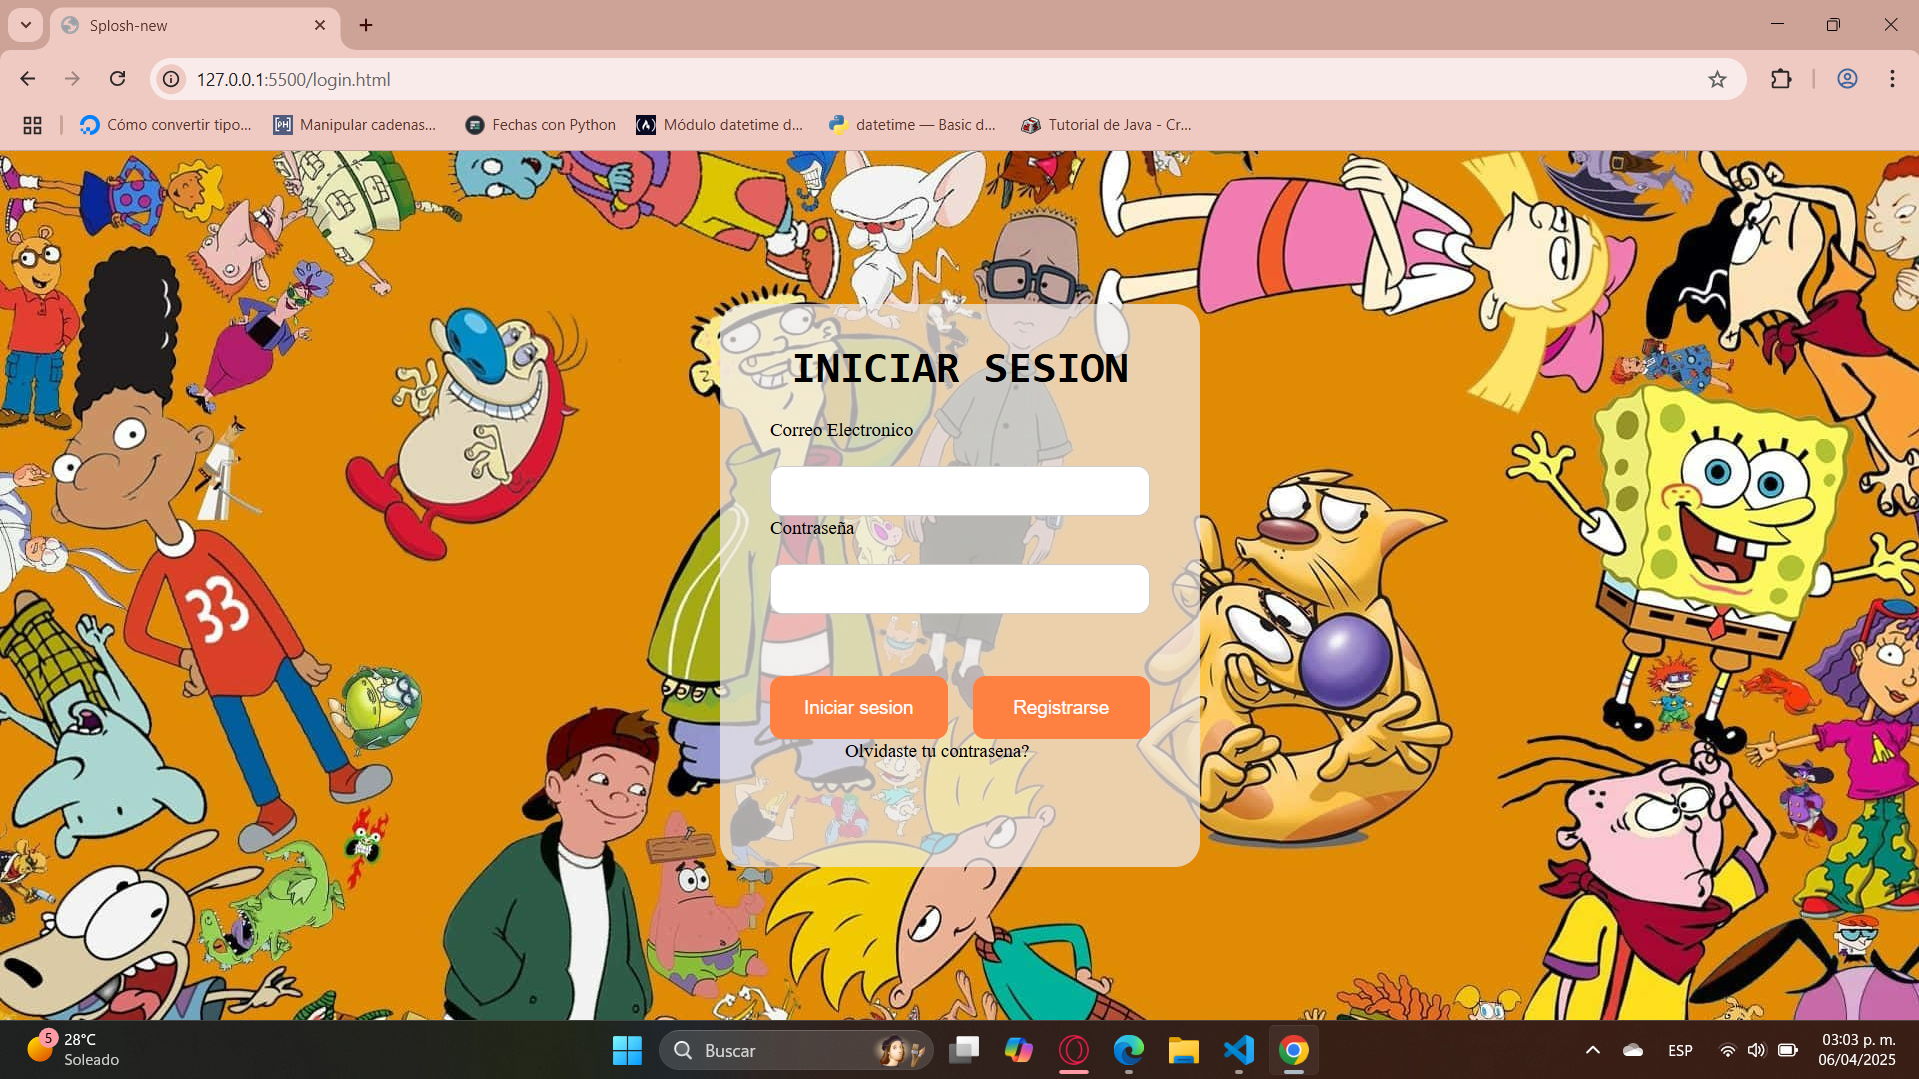 Splosh-new
127.0.0.1:5500/login.html
Cómo convertir tipo...
Manipular cadenas...
Fechas con Python
Módulo datetime d...
datetime — Basic d...
Tutorial de Java - Cr...
33
INICIAR SESION
Correo Electronico
Contraseña
Iniciar sesion
Registrarse
Olvidaste tu contrasena?
5
28°C
Soleado
Buscar
ESP
03:03 p. m.
06/04/2025